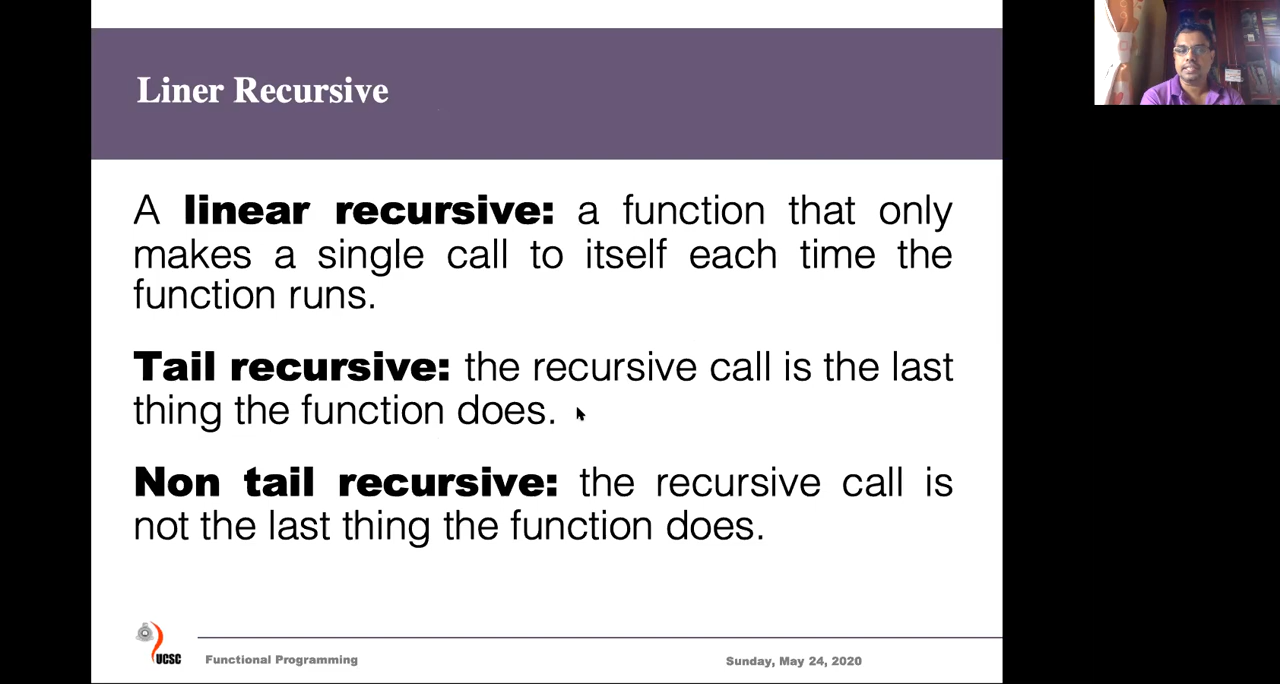 Liner Recursive
A linear recursive: a function that only
makes a single call to itself each time the
function runs.
Tail recursive: the recursive call is the last
thing the function does.
Non tail recursive: the recursive call is
not the last thing the function does.
UCSC
Functional Programming
Sunday, May 24, 2020